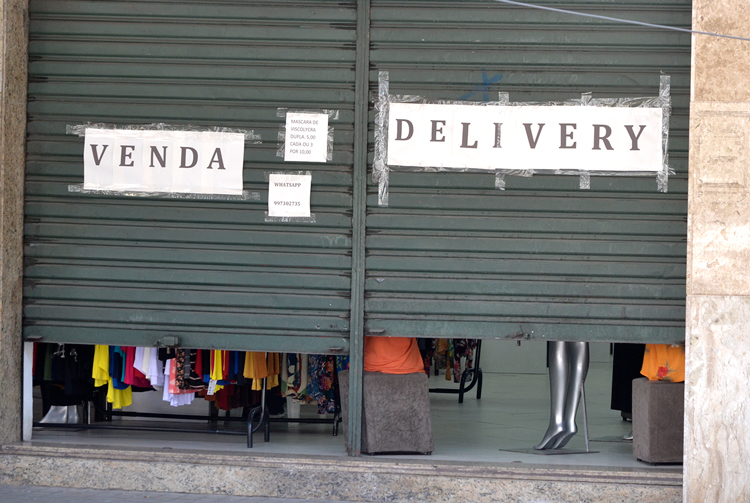 VENDA
MASCARA DE
VISCOLYCRA
DUPLA. 5,00
CADA OU 3
POR 10,00
WHATSAPP
997302735
DELIVERY